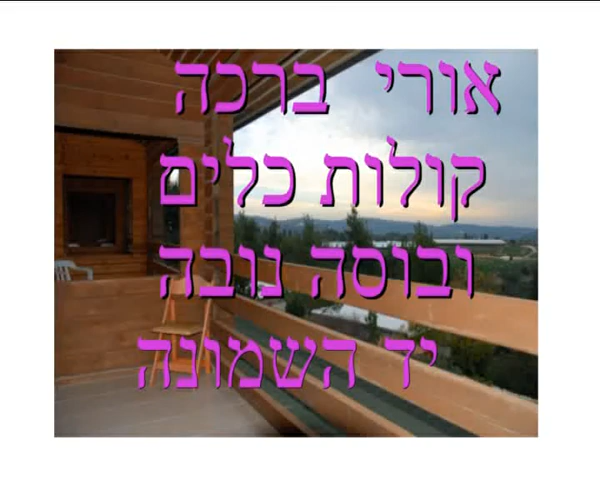 אורי ברכה
קולות כלים
ובוסה נובה
יד השמונה